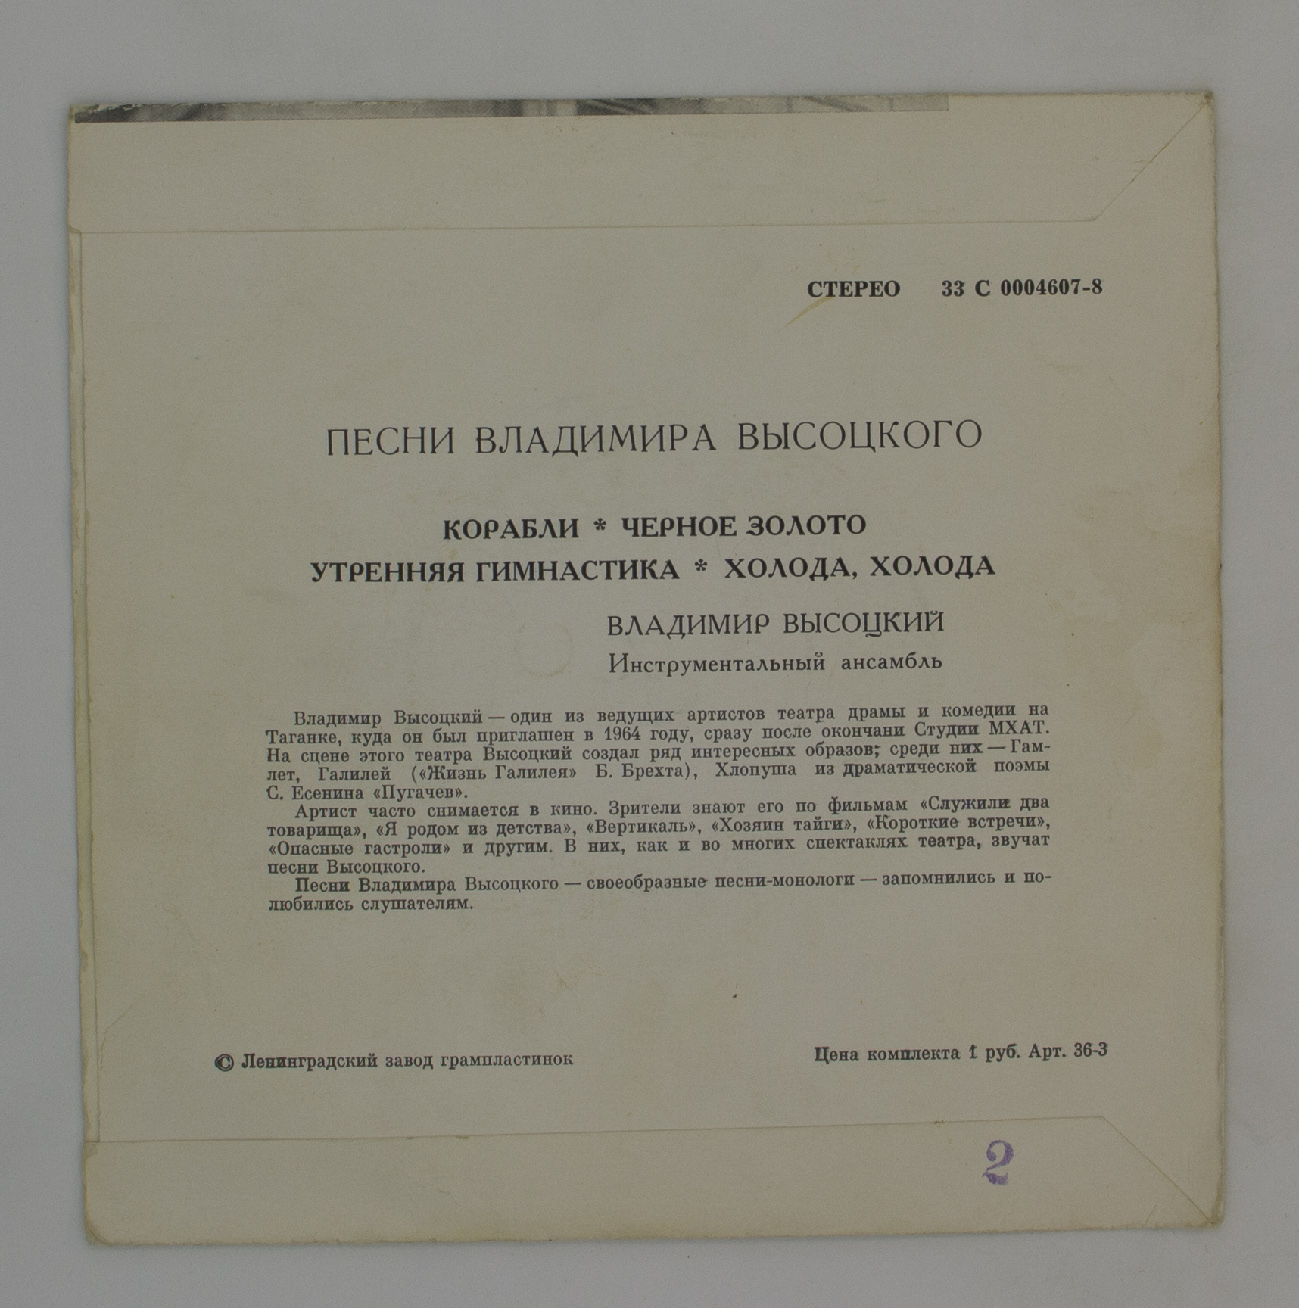 СТЕРЕО 33 С 0004607-8
ПЕСНИ ВЛАДИМИРА ВЫСОЦКОГО
КОРАБЛИ * ЧЕРНОЕ ЗОЛОТО
УТРЕННЯЯ ГИМНАСТИКА * ХОЛОДА, ХОЛОДА
ВЛАДИМИР ВЫСОЦКИЙ
Инструментальный ансамбль
Владимир Высоцкий — один из ведущих артистов театра драмы и комедии на
Таганке, куда он был приглашен в 1964 году, сразу после окончани Студии МХАТ.
На сцене этого театра Высоцкий создал ряд интересных образов; среди них — Гам-
лет, Галилей («Жизнь Галилея» Б. Брехта), Хлопуша из драматической поэмы
С. Есенина «Пугачев».
Артист часто снимается в кино. Зрители знают его по фильмам «Служили два
товарища», «Я родом из детства», «Вертикаль», «Хозяин тайги», «Короткие встречи»,
«Опасные гастроли» и другим. В них, как и во многих спектаклях театра, звучат
песни Высоцкого.
Песни Владимира Высоцкого — своеобразные песни-монологи — запомнились и по-
любились слушателям.
© Ленинградский завод грампластинок
Цена комплекта 1 руб. Арт. 36-3
2